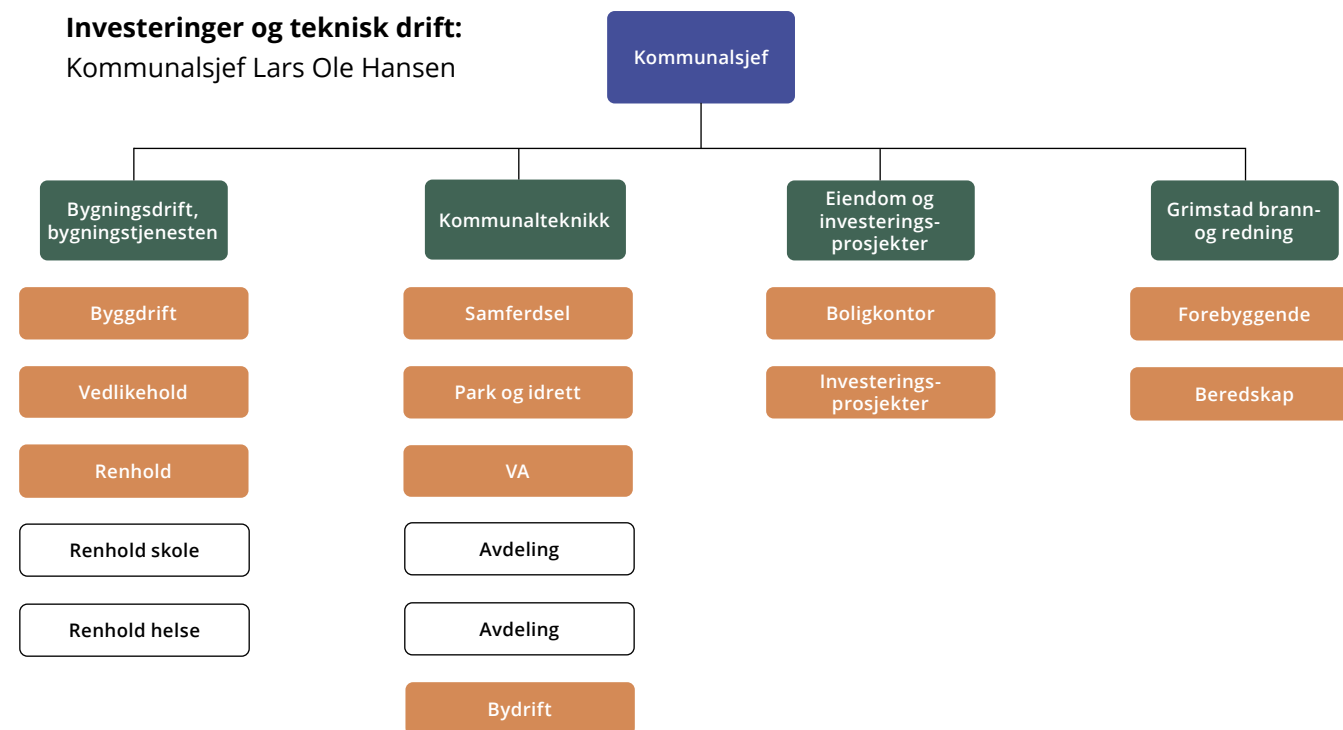 Investeringer og teknisk drift:
Kommunalsjef Lars Ole Hansen
Kommunalsjef
Bygningsdrift,
bygningstjenesten
Kommunalteknikk
Eiendom og
investerings-
prosjekter
Grimstad brann-
og redning
Byggdrift
Samferdsel
Boligkontor
Forebyggende
Vedlikehold
Park og idrett
Investerings-
prosjekter
Beredskap
Renhold
VA
Renhold skole
Avdeling
Renhold helse
Avdeling
Bydrift